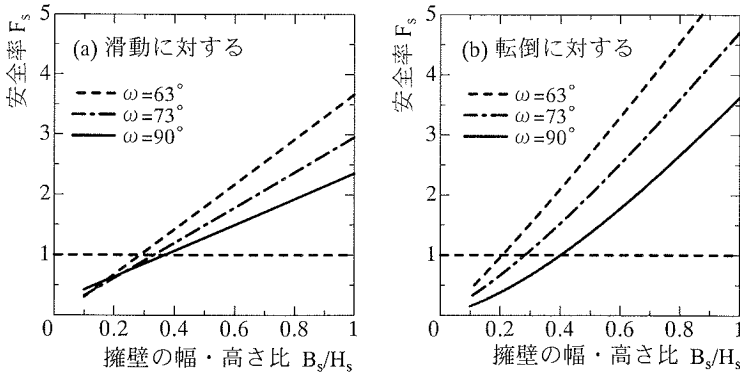 安全率 Fₛ
5
4
3
2
1
0
(a) 滑動に対する
ω=63°
ω=73°
ω=90°
0.2
0.4
0.6
0.8
1
擁壁の幅・高さ比 Bₛ/Hₛ
安全率 Fₛ
5
4
3
2
1
0
(b) 転倒に対する
ω=63°
ω=73°
ω=90°
0.2
0.4
0.6
0.8
1
擁壁の幅・高さ比 Bₛ/Hₛ